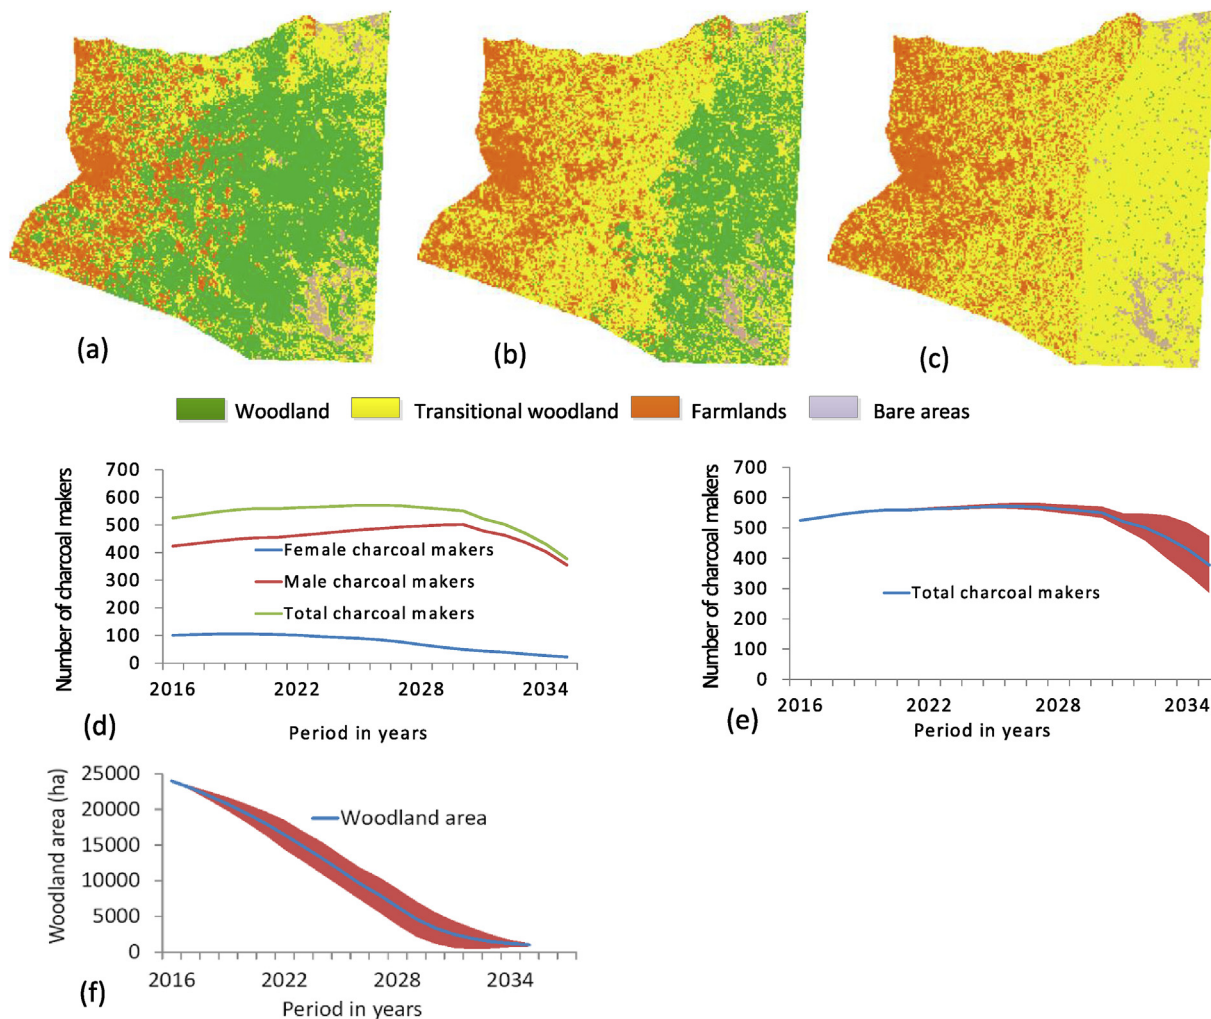 (a)
(b)
(c)
Woodland
Transitional woodland
Farmlands
Bare areas
Number of charcoal makers
700
600
500
400
300
200
100
0
Female charcoal makers
Male charcoal makers
Total charcoal makers
2016 2022 2028 2034
(d)
Period in years
Number of charcoal makers
700
600
500
400
300
200
100
0
Total charcoal makers
2016 2022 2028 2034
(e)
Period in years
Woodland area (ha)
25000
20000
15000
10000
5000
0
Woodland area
2016 2022 2028 2034
(f)
Period in years